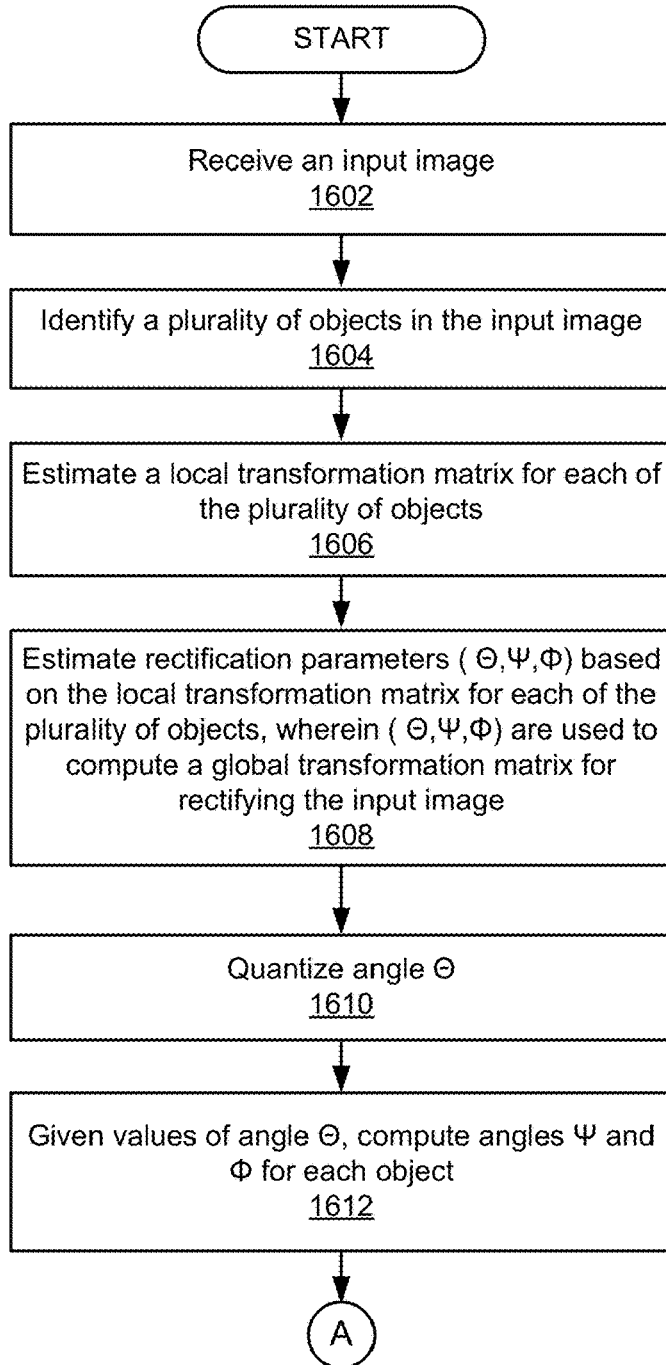 START
Receive an input image
1602
Identify a plurality of objects in the input image
1604
Estimate a local transformation matrix for each of
the plurality of objects
1606
Estimate rectification parameters ( Θ,Ψ,Φ) based
on the local transformation matrix for each of the
plurality of objects, wherein ( Θ,Ψ,Φ) are used to
compute a global transformation matrix for
rectifying the input image
1608
Quantize angle Θ
1610
Given values of angle Θ, compute angles Ψ and
Φ for each object
1612
A